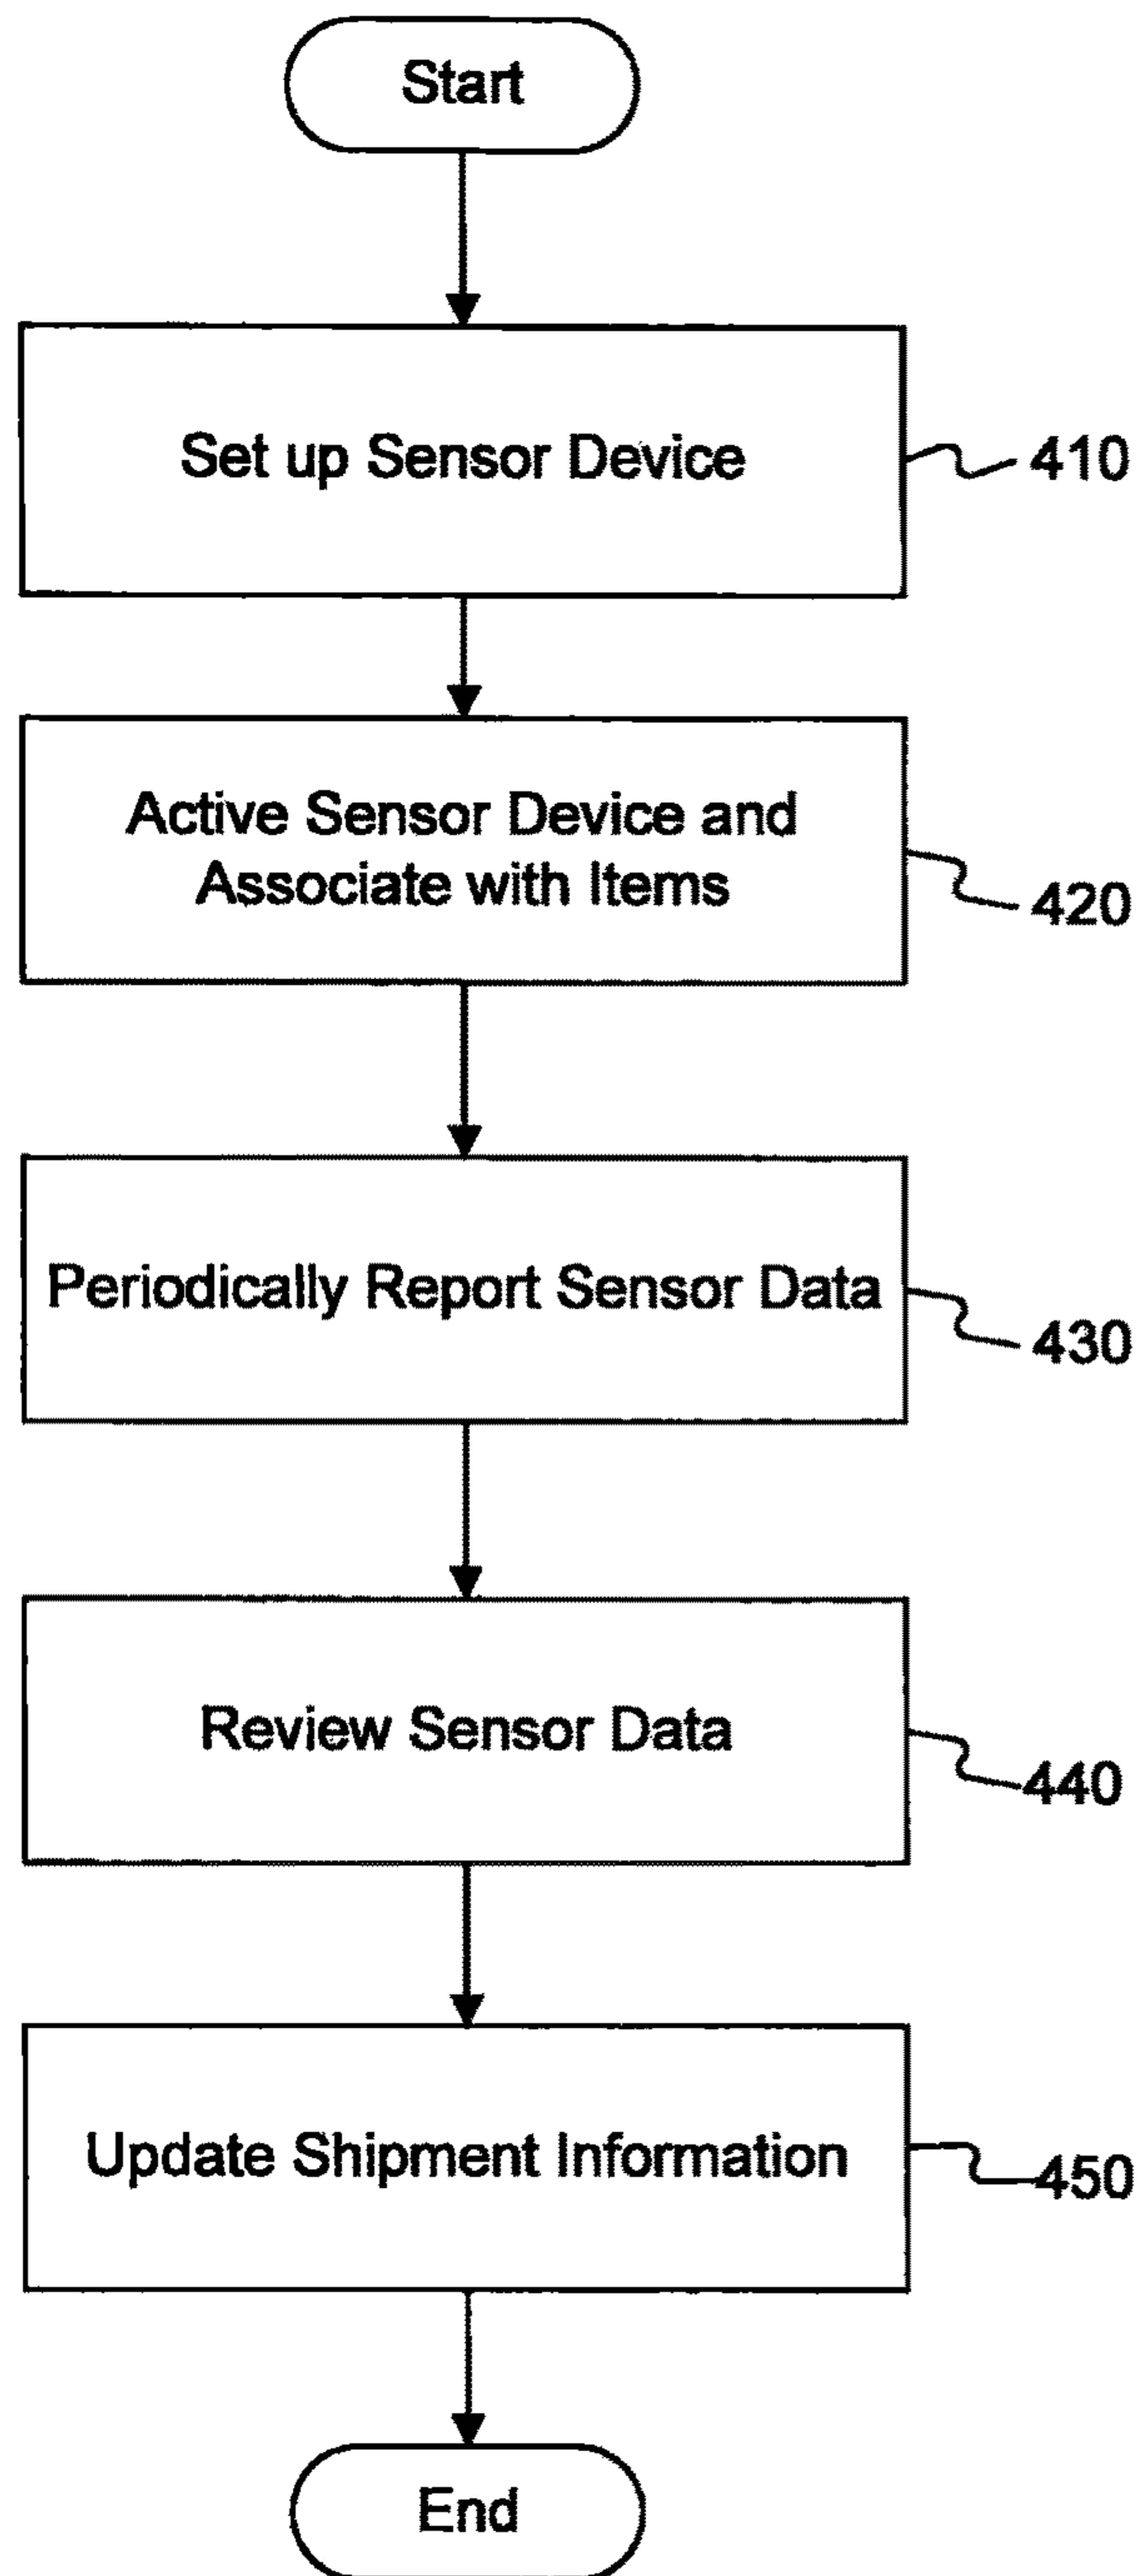 Start
Set up Sensor Device
410
Active Sensor Device and
Associate with Items
420
Periodically Report Sensor Data
430
Review Sensor Data
440
Update Shipment Information
450
End